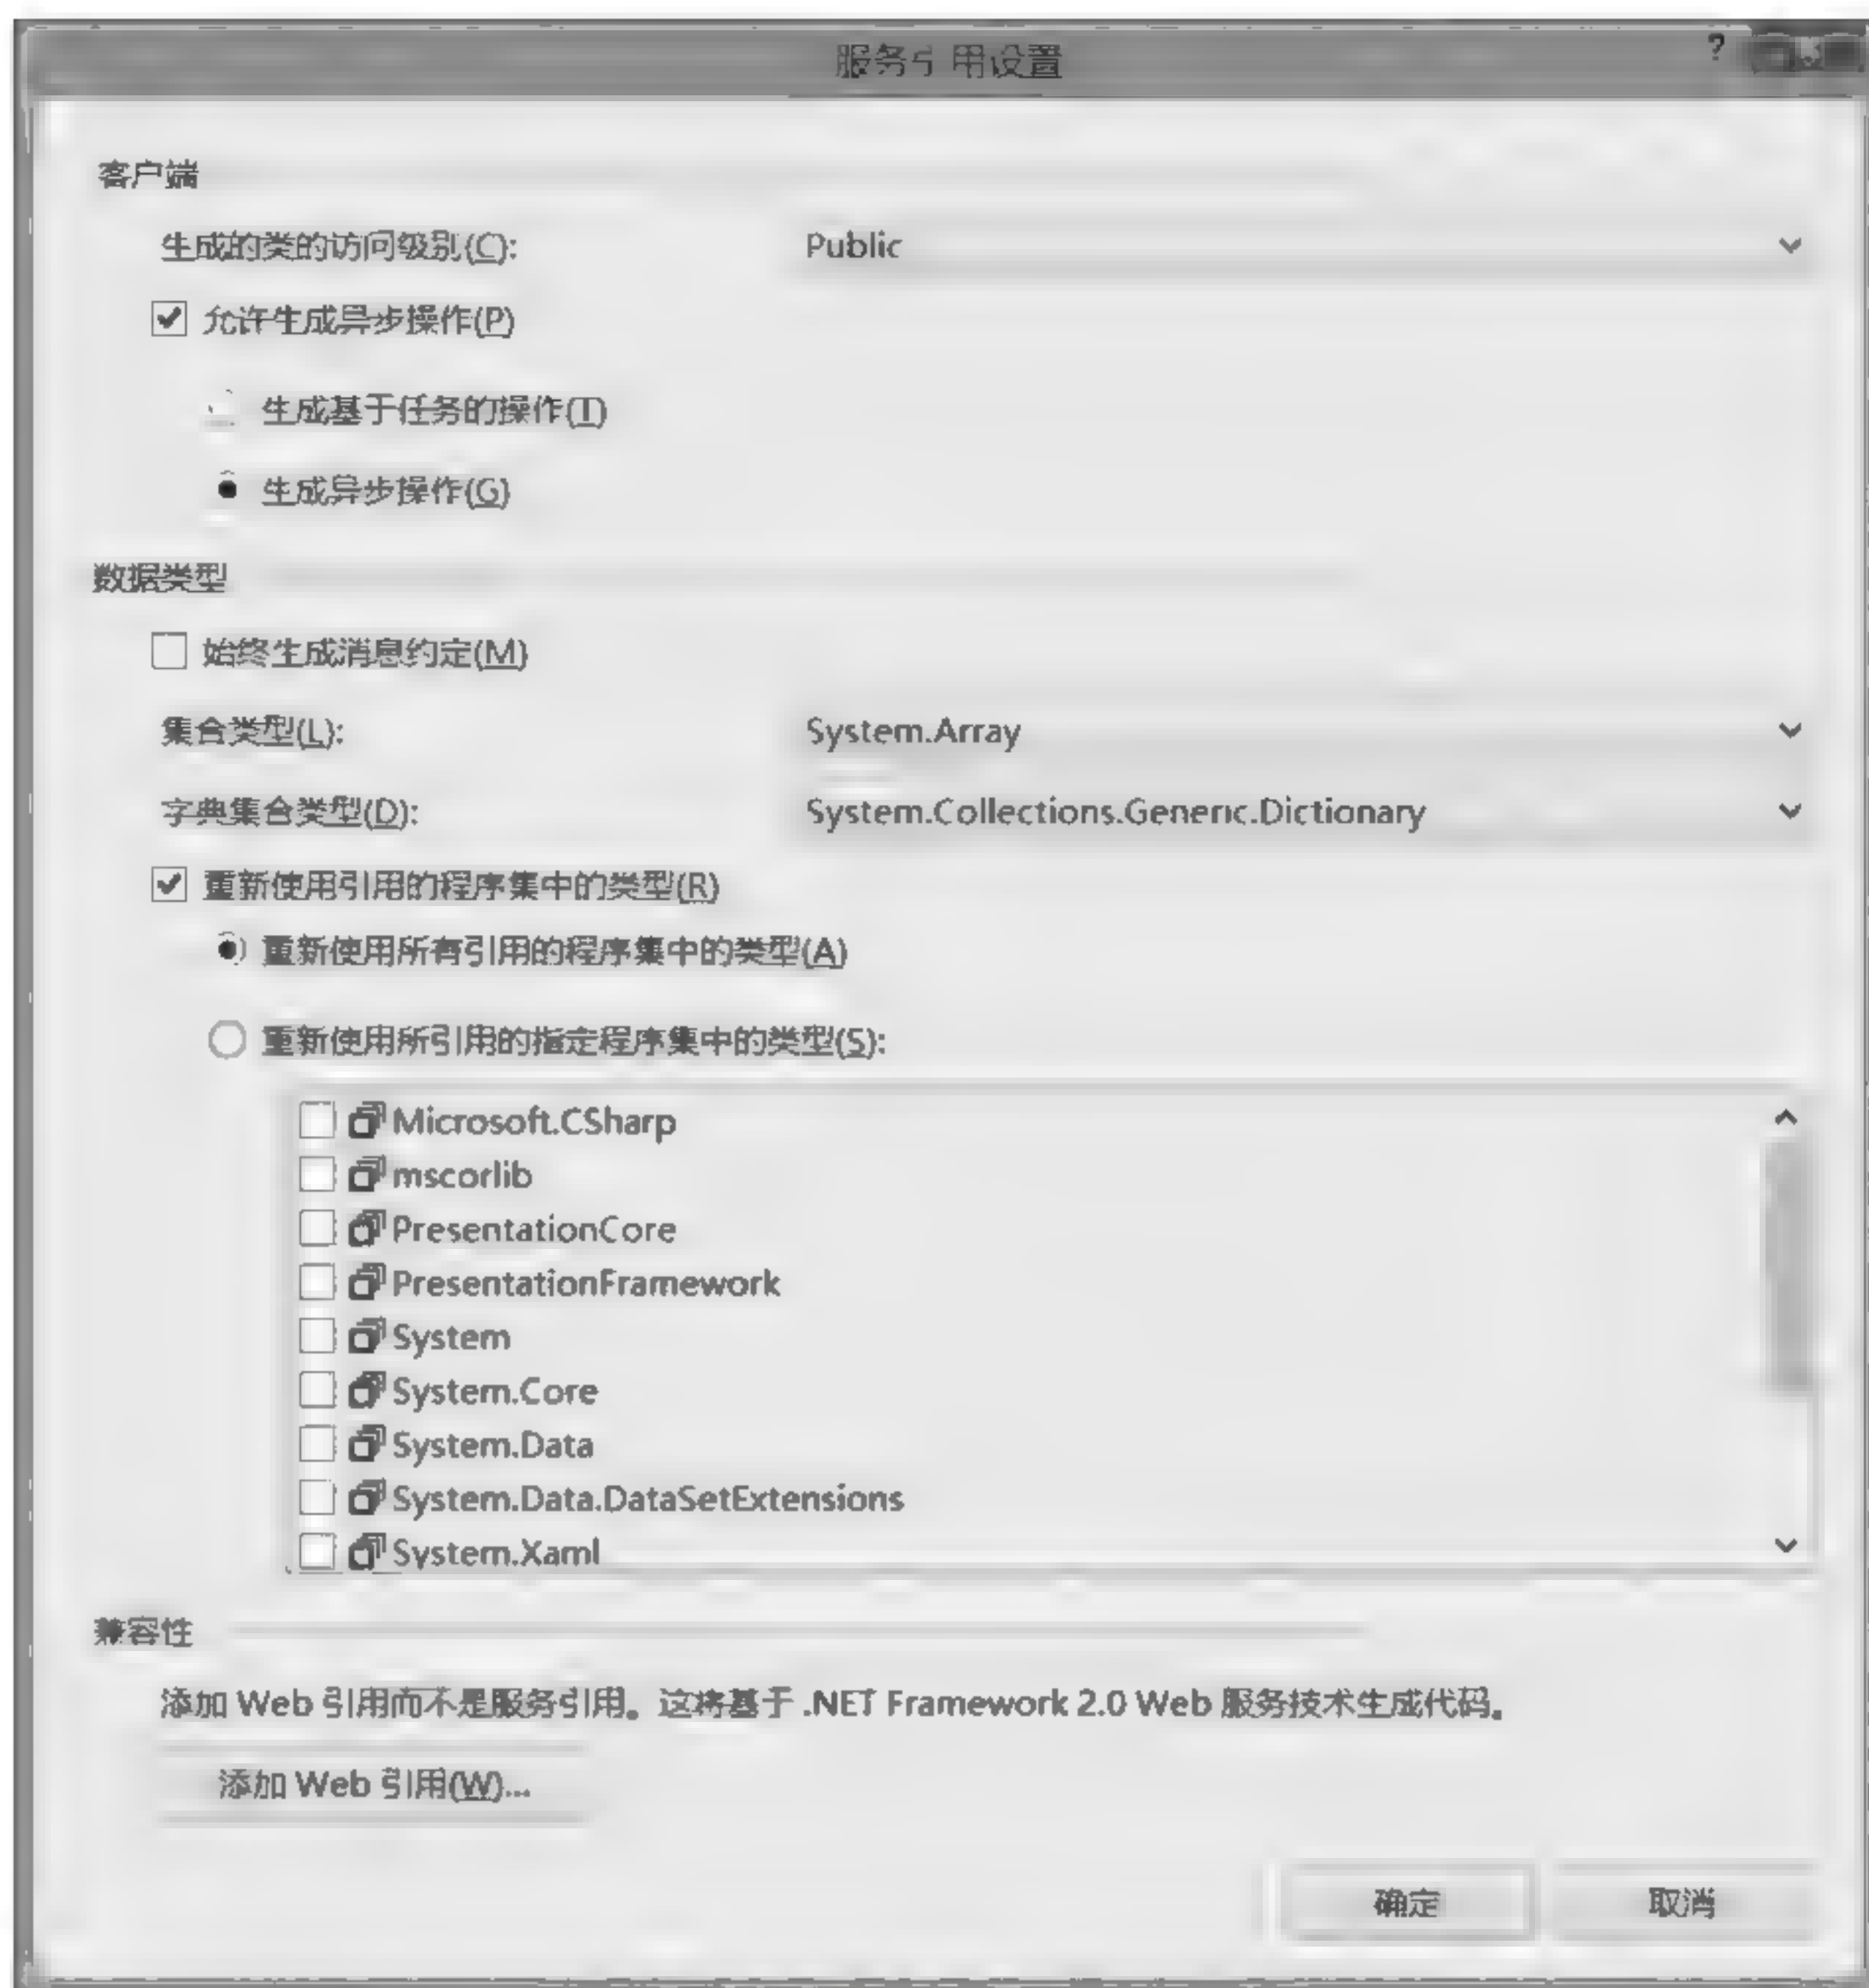 服务引用设置
?
客户端
生成的类的访问级别(C): Public
允许生成异步操作(P)
生成基于任务的操作(T)
生成异步操作(G)
数据类型
始终生成消息约定(M)
集合类型(L): System.Array
字典集合类型(D): System.Collections.Generic.Dictionary
重新使用引用的程序集中的类型(R)
重新使用所有引用的程序集中的类型(A)
重新使用所引用的指定程序集中的类型(S):
Microsoft.CSharp
mscorlib
PresentationCore
PresentationFramework
System
System.Core
System.Data
System.Data.DataSetExtensions
System.Xaml
兼容性
添加 Web 引用而不是服务引用。这将基于 .NET Framework 2.0 Web 服务技术生成代码。
添加 Web 引用(W)...
确定 取消